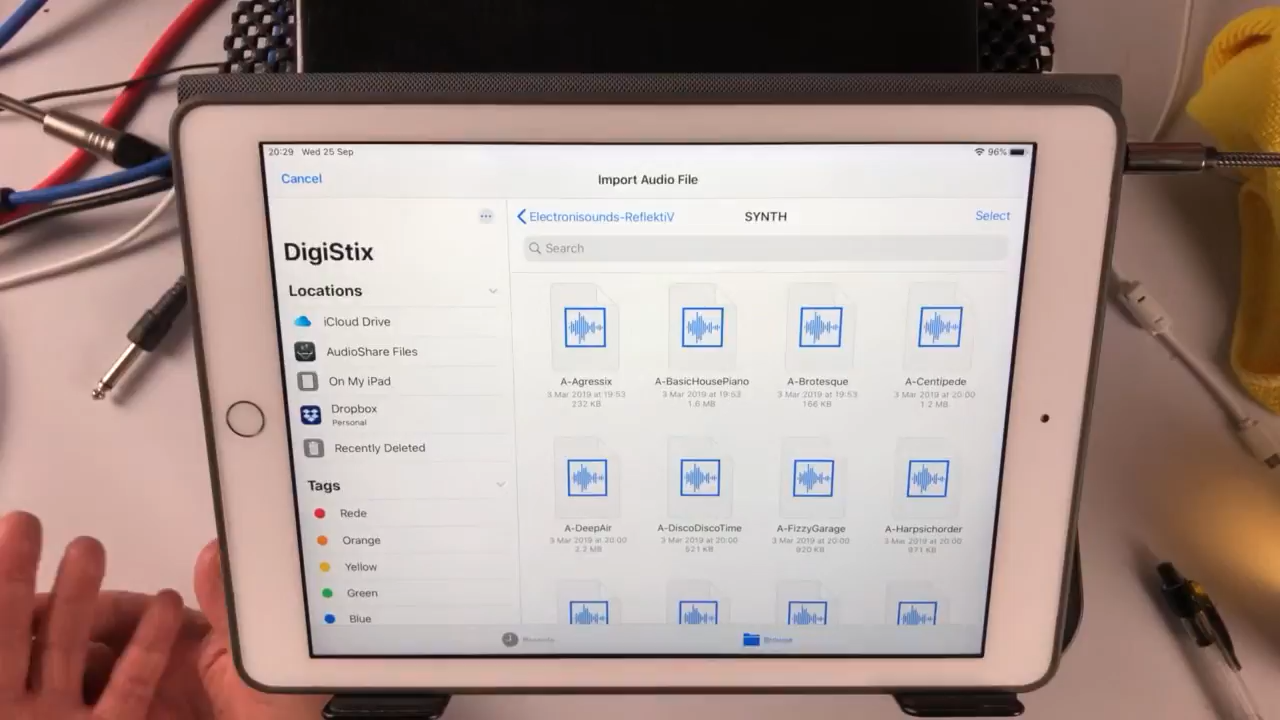 20:29 Wed 25 Sep
96%
Cancel
Import Audio File
Electronisounds-ReflektiV
SYNTH
Select
Search
DigiStix
Locations
iCloud Drive
AudioShare Files
On My iPad
Dropbox
Personal
Recently Deleted
Tags
Rede
Orange
Yellow
Green
Blue
A-Agressix
3 Mar 2019 at 19:53
232 KB
A-BasicHousePiano
3 Mar 2019 at 19:53
1.6 MB
A-Brotesque
3 Mar 2019 at 19:53
166 KB
A-Centipede
3 Mar 2019 at 20:00
1.2 MB
A-DeepAir
3 Mar 2019 at 20:00
A-DiscoDiscoTime
3 Mar 2019 at 20:00
521 KB
A-FizzyGarage
3 Mar 2019 at 20:00
920 KB
A-Harpsichorder
3 Mar 2019 at 20:00
971 KB
Recents
Browse